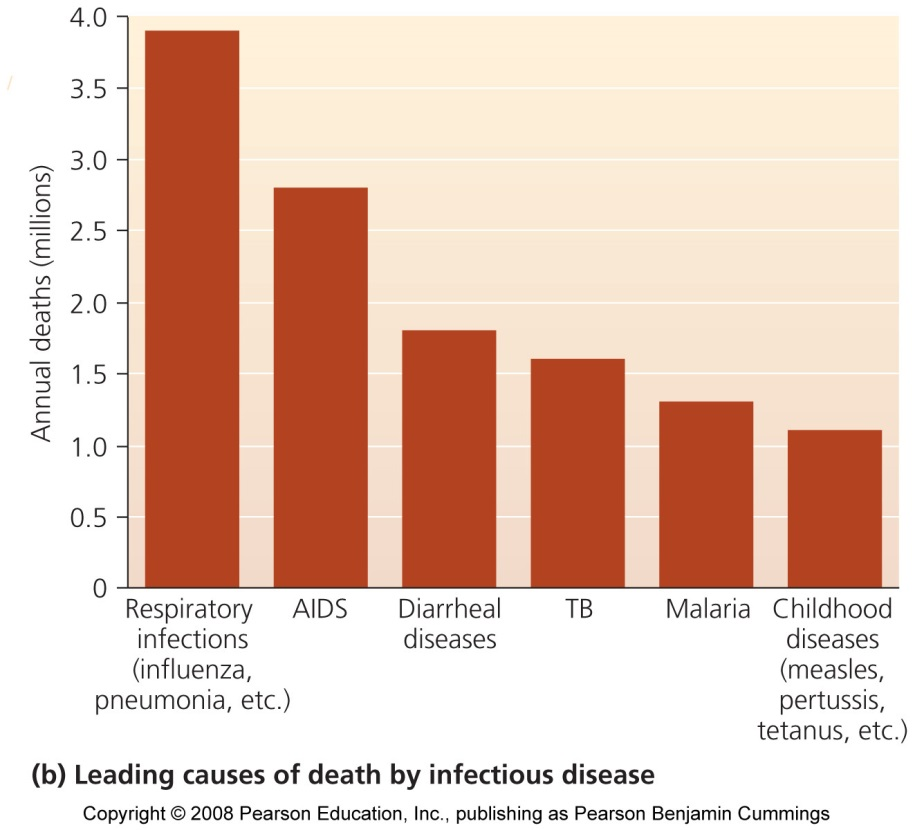 4.0
3.5
3.0
2.5
2.0
1.5
1.0
0.5
0
Annual deaths (millions)
Respiratory
infections
(influenza,
pneumonia, etc.)
AIDS
Diarrheal
diseases
TB
Malaria
Childhood
diseases
(measles,
pertussis,
tetanus, etc.)
(b) Leading causes of death by infectious disease
Copyright © 2008 Pearson Education, Inc., publishing as Pearson Benjamin Cummings